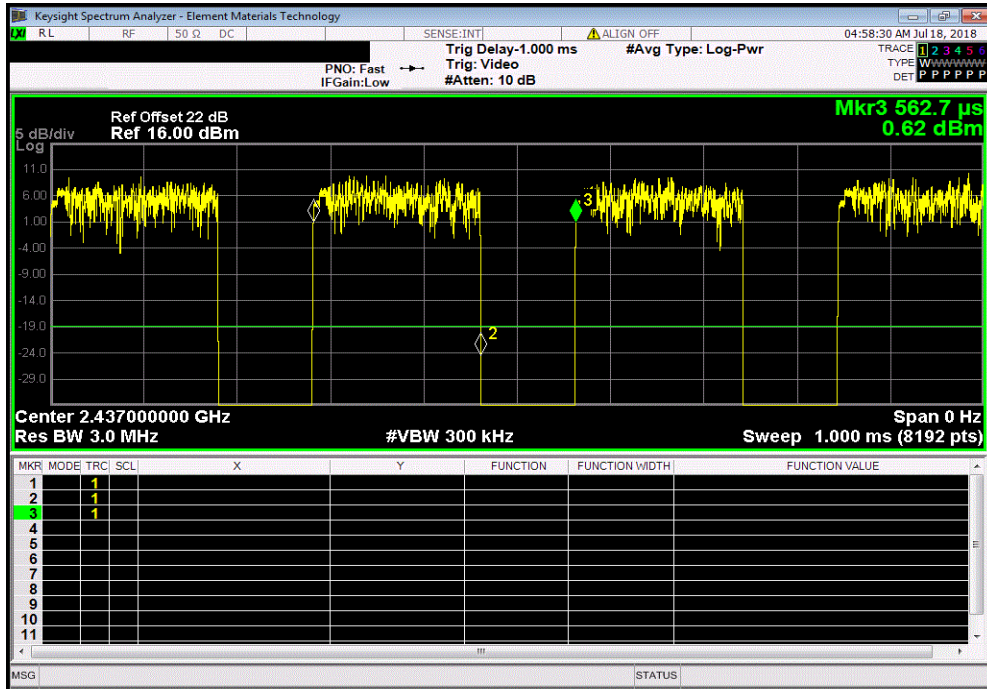 Keysight Spectrum Analyzer - Element Materials Technology
LXI RL RF 50 Ω DC SENSE:INT ALIGN OFF 04:58:30 AM Jul 18, 2018
Trig Delay-1.000 ms #Avg Type: Log-Pwr TRACE 1 2 3 4 5 6
PNO: Fast Trig: Video TYPE WWWWWW
IFGain:Low #Atten: 10 dB DET P P P P P P
Mkr3 562.7 µs
0.62 dBm
Ref Offset 22 dB
5 dB/div Ref 16.00 dBm
Log
11.0
6.00
1.00
-4.00
-9.00
-14.0
-19.0
-24.0
-29.0
3
2
Center 2.437000000 GHz Span 0 Hz
Res BW 3.0 MHz #VBW 300 kHz Sweep 1.000 ms (8192 pts)
MKR MODE TRC SCL X Y FUNCTION FUNCTION WIDTH FUNCTION VALUE
1 1
2 1
3 1
4
5
6
7
8
9
10
11
MSG STATUS